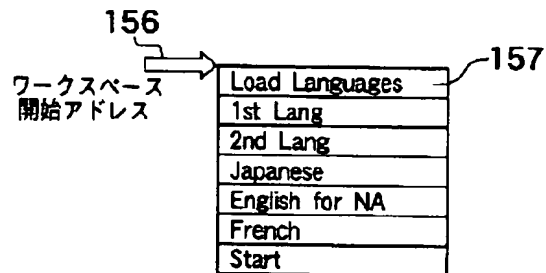 156
157
ワークスペース
開始アドレス
Load Languages
1st Lang
2nd Lang
Japanese
English for NA
French
Start